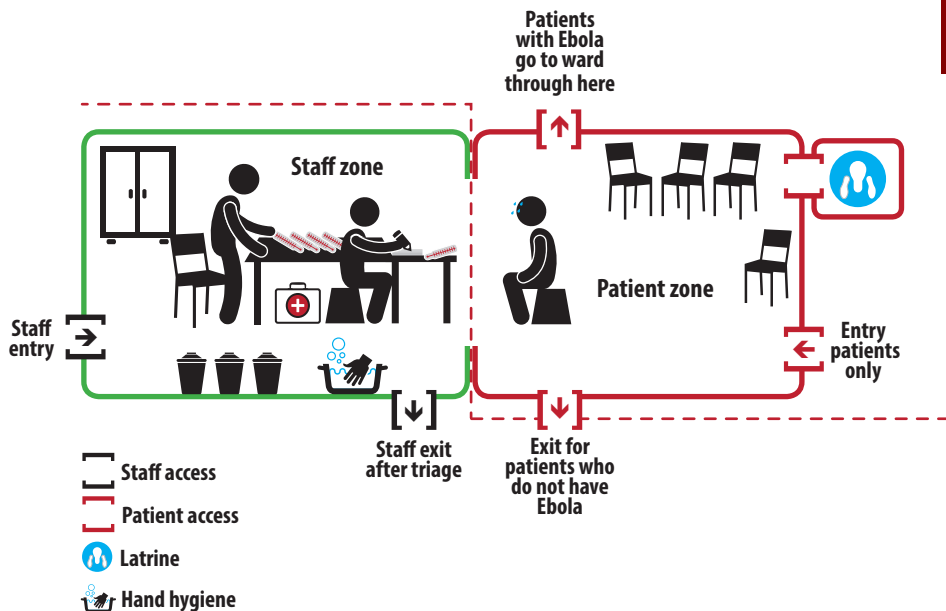 Patients
with Ebola
go to ward
through here
Staff zone
Patient zone
Staff
entry
Entry
patients
only
Staff exit
after triage
Exit for
patients who
do not have
Ebola
Staff access
Patient access
Latrine
Hand hygiene